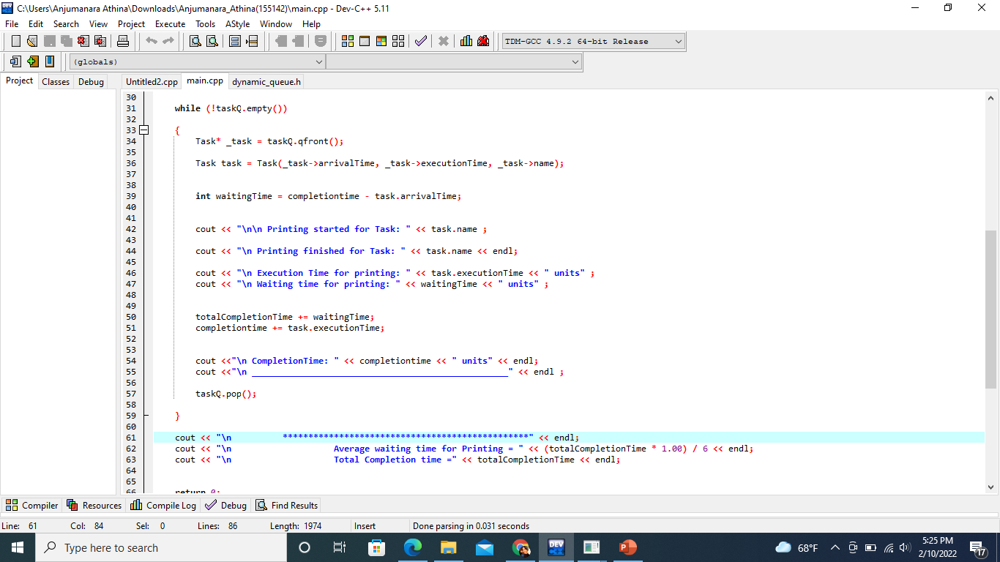 C:\Users\Anjumanara Athina\Downloads\Anjumanara_Athina(155142)\main.cpp - Dev-C++ 5.11
File Edit Search View Project Execute Tools AStyle Window Help
TDM-GCC 4.9.2 64-bit Release
(globals)
Project Classes Debug Untitled2.cpp main.cpp dynamic_queue.h
30
31 while (!taskQ.empty())
32
33 {
34 Task* _task = taskQ.qfront();
35
36 Task task = Task(_task->arrivalTime, _task->executionTime, _task->name);
37
38
39 int waitingTime = completiontime - task.arrivalTime;
40
41
42 cout << "\n\n Printing started for Task: " << task.name ;
43
44 cout << "\n Printing finished for Task: " << task.name << endl;
45
46 cout << "\n Execution Time for printing: " << task.executionTime << " units" ;
47 cout << "\n Waiting time for printing: " << waitingTime << " units" ;
48
49
50 totalCompletionTime += waitingTime;
51 completiontime += task.executionTime;
52
53
54 cout <<"\n CompletionTime: " << completiontime << " units" << endl;
55 cout <<"\n __________________________________________________" << endl ;
56
57 taskQ.pop();
58
59 }
60
61 cout << "\n          ************************************************" << endl;
62 cout << "\n                    Average waiting time for Printing = " << (totalCompletionTime * 1.00) / 6 << endl;
63 cout << "\n                    Total Completion time =" << totalCompletionTime << endl;
64
65
66 return 0;
Compiler Resources Compile Log Debug Find Results
Line: 61 Col: 84 Sel: 0 Lines: 86 Length: 1974 Insert Done parsing in 0.031 seconds
Type here to search
DEV
P
68°F
5:25 PM
2/10/2022
17